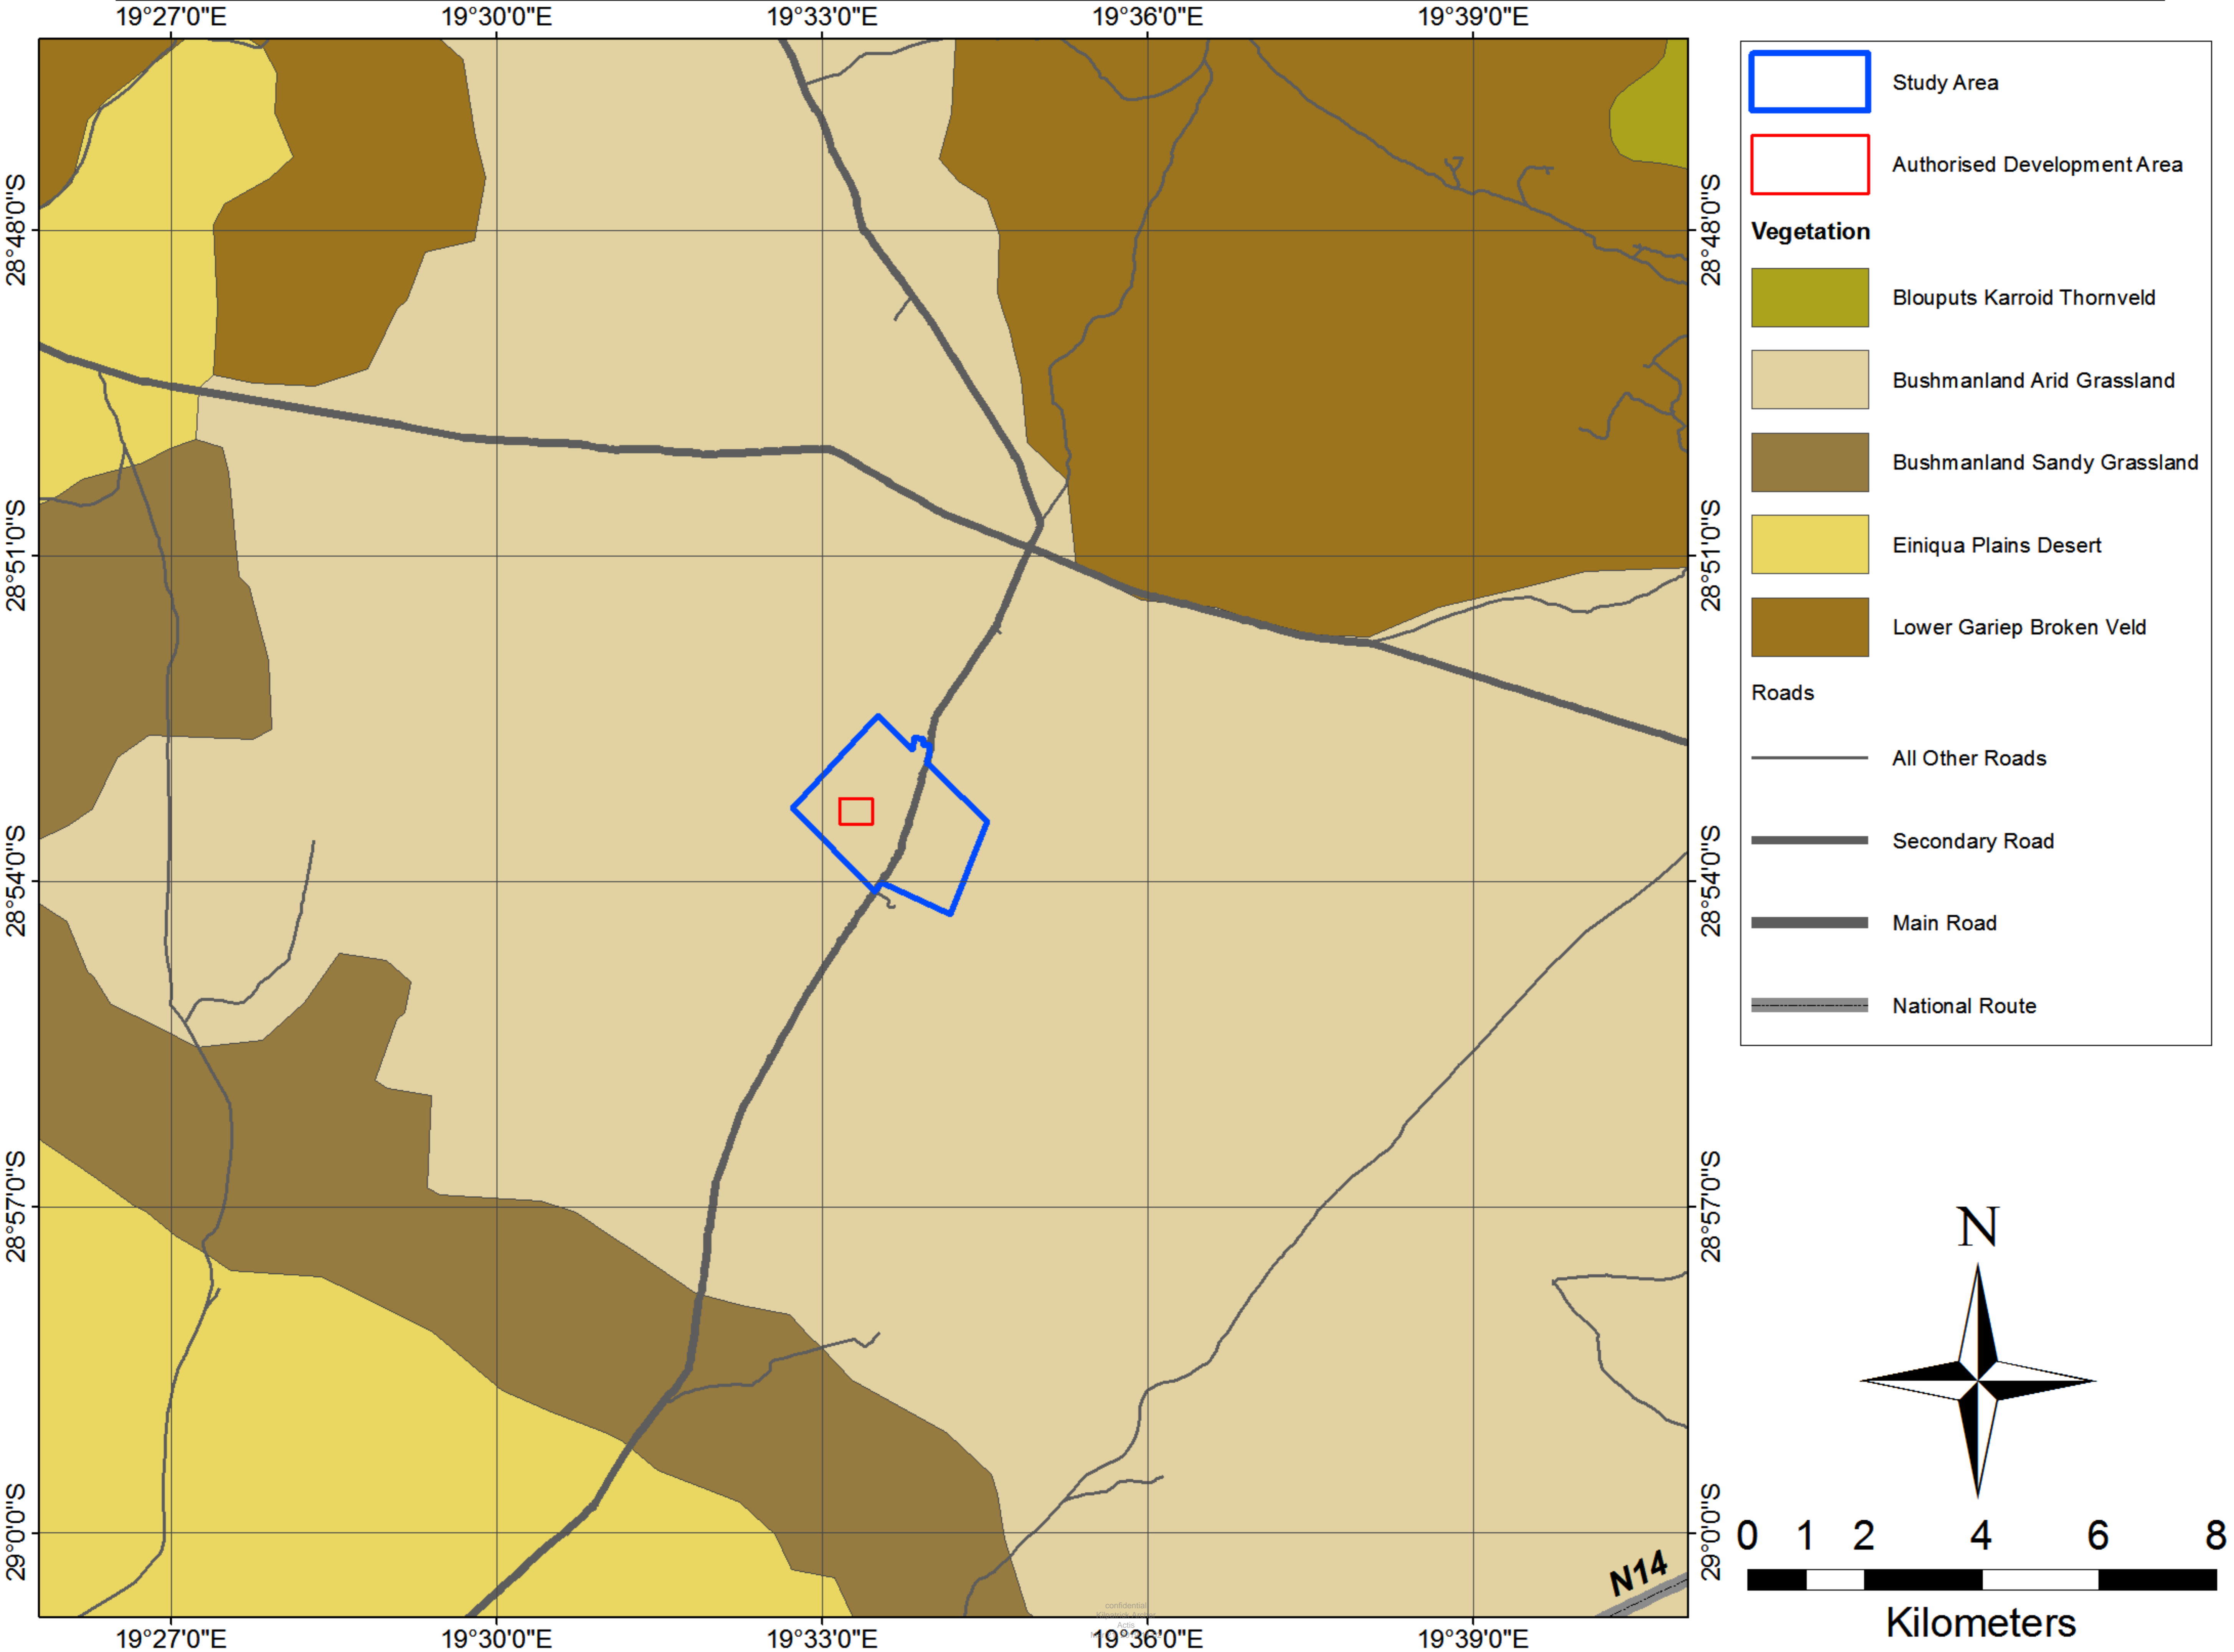 19°27'0"E 19°30'0"E 19°33'0"E 19°36'0"E 19°39'0"E
28°48'0"S 28°48'0"S
28°51'0"S 28°51'0"S
28°54'0"S 28°54'0"S
28°57'0"S 28°57'0"S
29°0'0"S 29°0'0"S
N14
confidential
19°27'0"E 19°30'0"E 19°33'0"E 19°36'0"E 19°39'0"E
Study Area
Authorised Development Area
Vegetation
Blouputs Karroid Thornveld
Bushmanland Arid Grassland
Bushmanland Sandy Grassland
Einiqua Plains Desert
Lower Gariep Broken Veld
Roads
All Other Roads
Secondary Road
Main Road
National Route
N
0 1 2 4 6 8
Kilometers